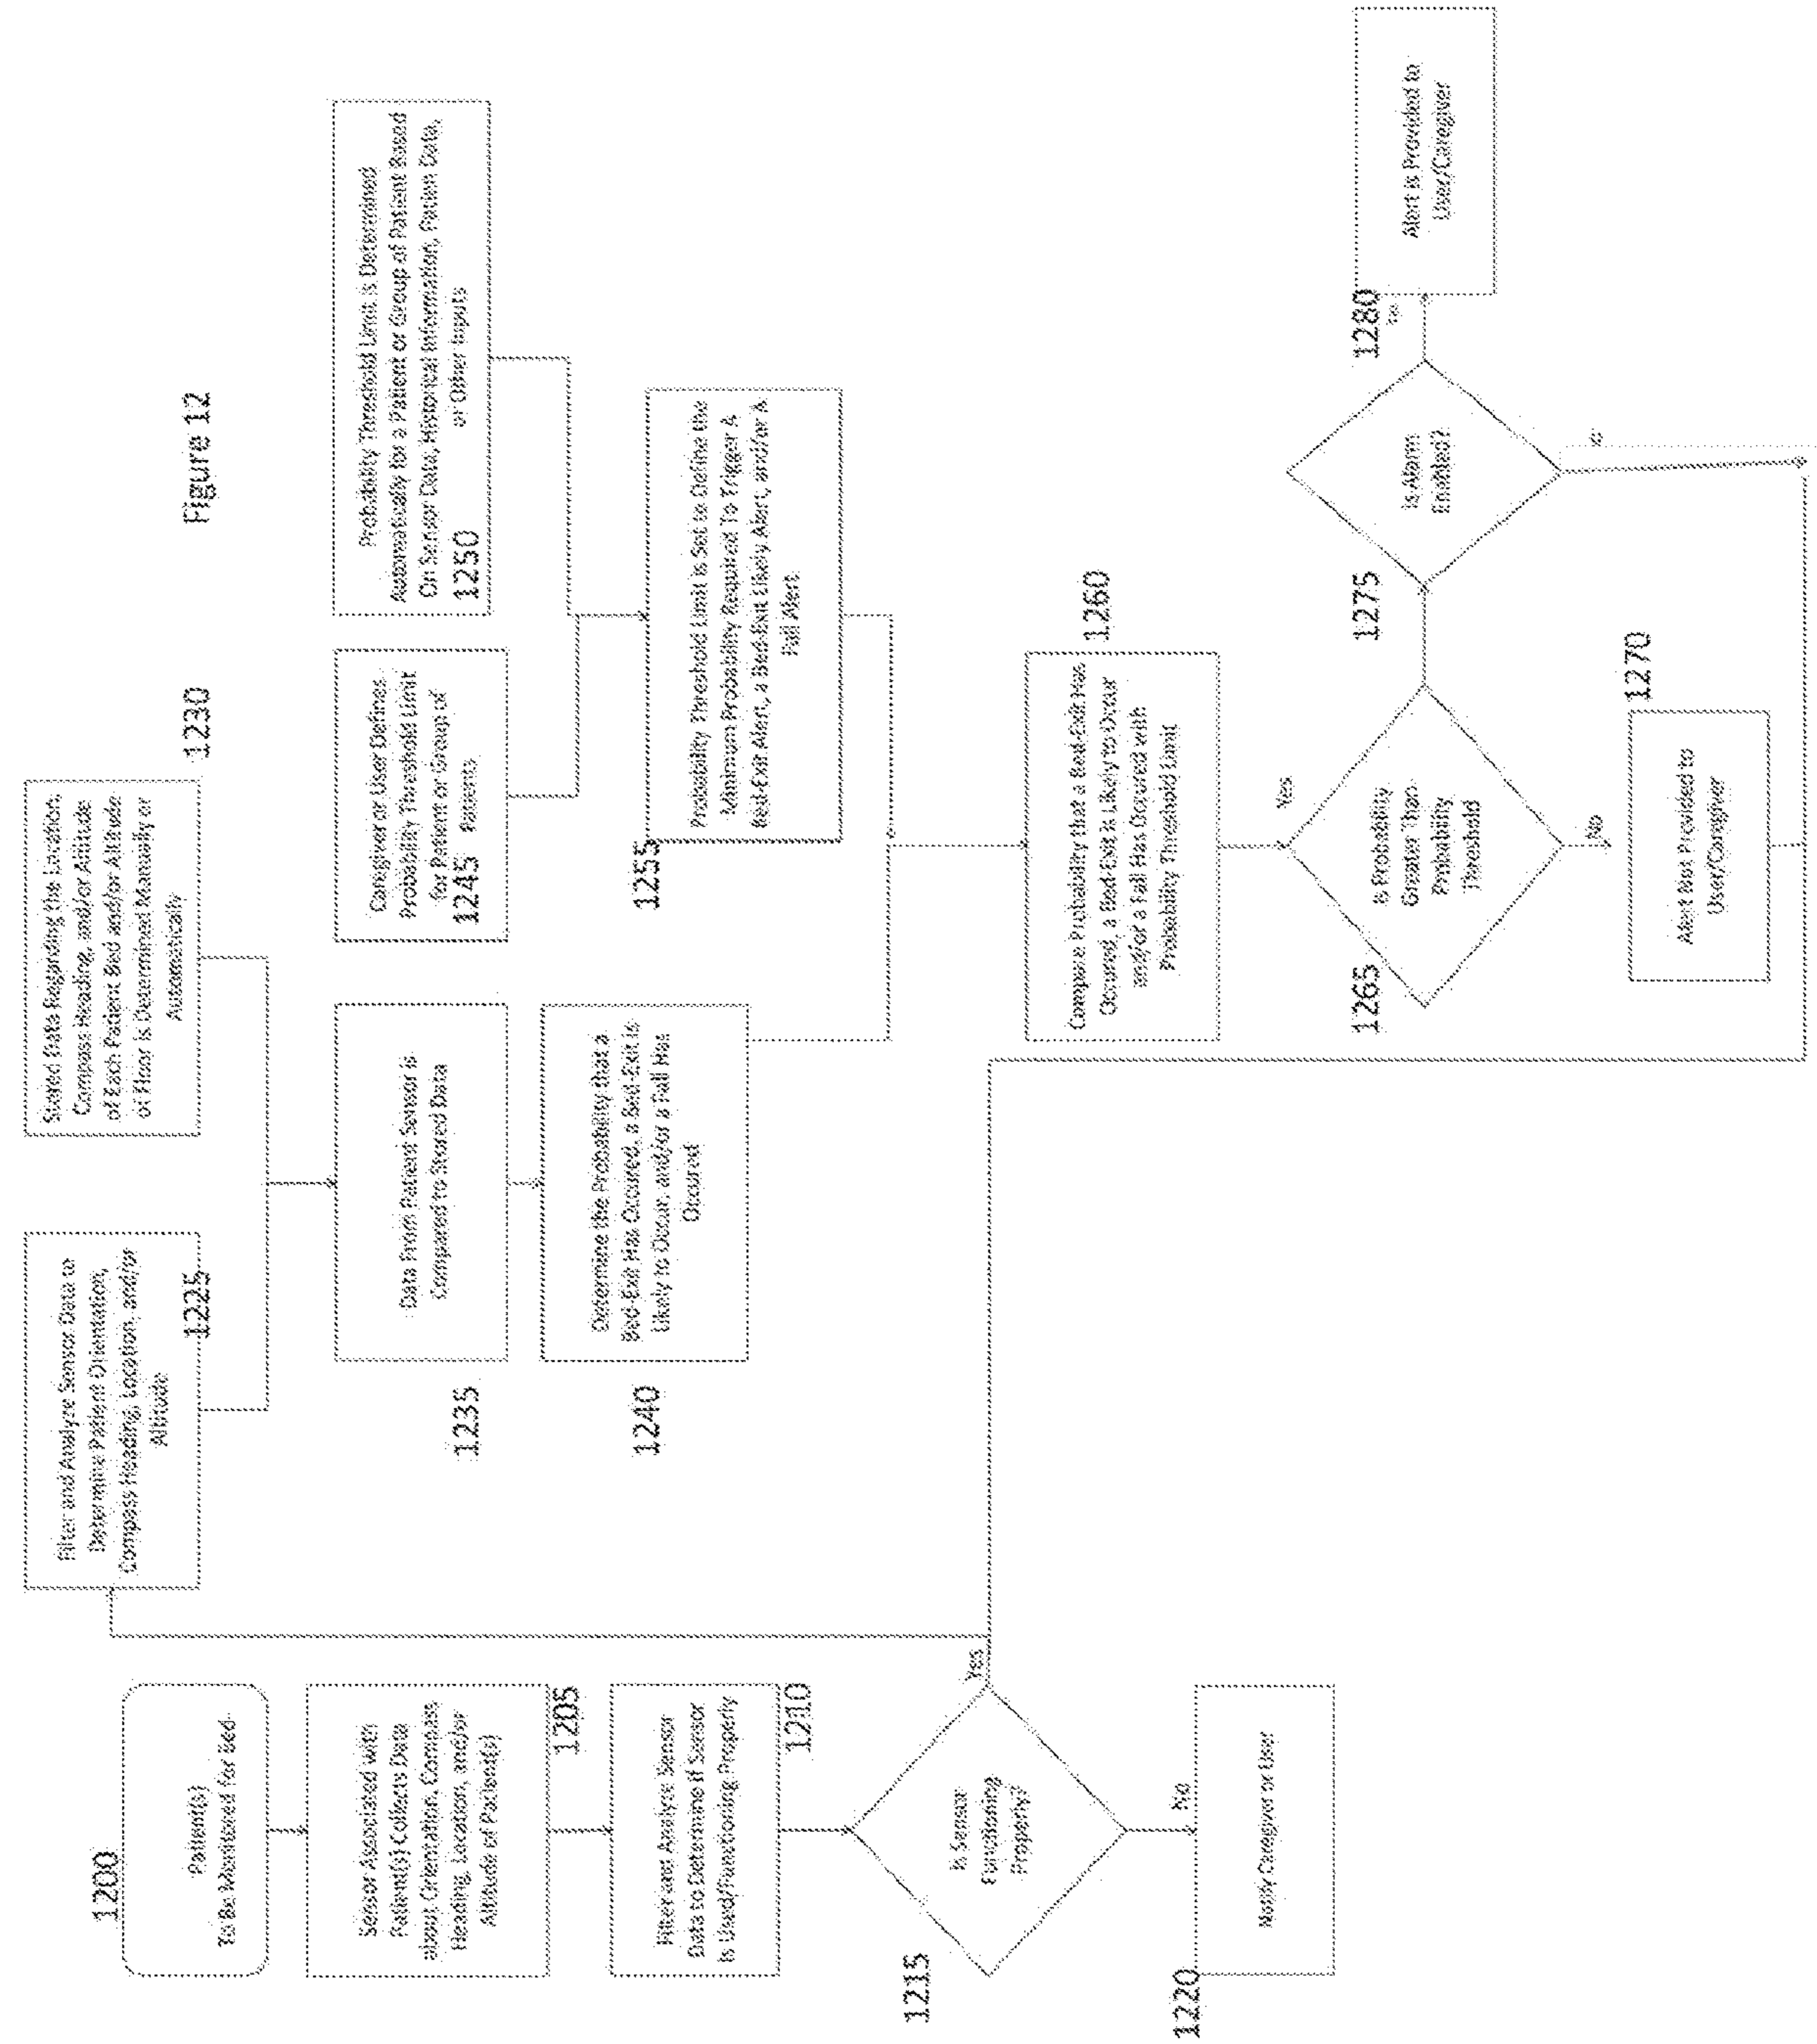 Figure 12
1200
Patient(s)
To Be Monitored for Bed-
Sensor Associated with
Patient(s) Collects Data
about Orientation, Compass
Heading, Location, and/or
Altitude of Patient(s)
1205
Filter and Analyze Sensor
Data to Determine if Sensor
is Used/Functioning Properly
1210
1215
Is Sensor
Functioning
Properly?
Yes
No
1220
Notify Caregiver or User
Filter and Analyze Sensor Data to
Determine Patient Orientation,
Compass Heading, Location, and/or
Altitude
1225
1230
Stored Data Regarding the Location,
Compass Heading, and/or Altitude
of Each Patient Bed and/or Altitude
of Floor is Determined Manually or
Automatically
1235
Data From Patient Sensor is
Compared to Stored Data
1240
Determine the Probability that a
Bed-Exit Has Occured, a Bed-Exit is
Likely to Occur, and/or a Fall Has
Occured
Caregiver or User Defines
Probability Threshold Limit
for Patient or Group of
1245 Patients
Probability Threshold Limit is Determined
Automatically for a Patient or Group of Patient Based
On Sensor Data, Historical Information, Patien Data,
1250 or Other Inputs
1255
Probability Threshold Limit is Set to Define the
Minimum Probability Required To Trigger A
Bed-Exit Alert, a Bed-Exit Likely Alert, and/or A
Fall Alert
1260
Compare Probability that a Bed-Exit Has
Occured, a Bed-Exit is Likely to Occur
and/or a Fall Has Occured with
Probability Threshold Limit
1265
Is Probability
Greater Than
Probability
Threshold
Yes
No
1270
Alert Not Provided to
User/Caregiver
1275
Is Alarm
Enabled?
1280
Alert is Provided to
User/Caregiver